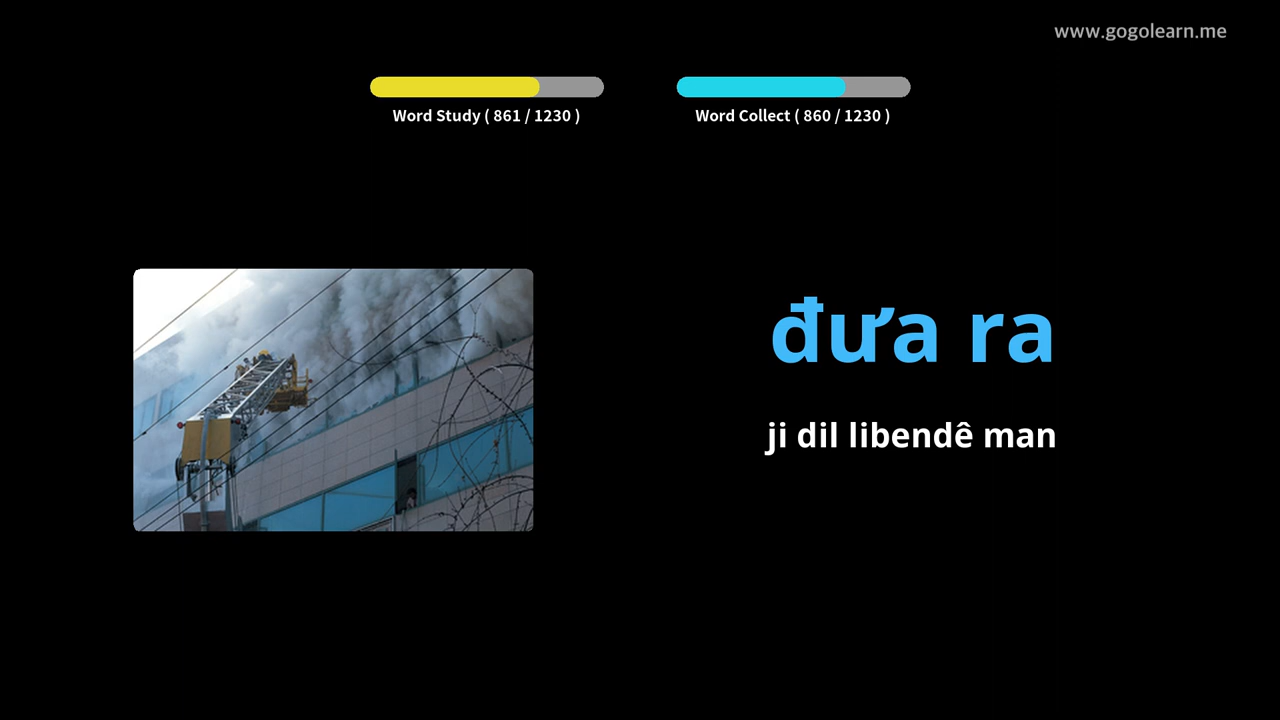 www.gogolearn.me
Word Study ( 861 / 1230 )
Word Collect ( 860 / 1230 )
đưa ra
ji dil libendê man